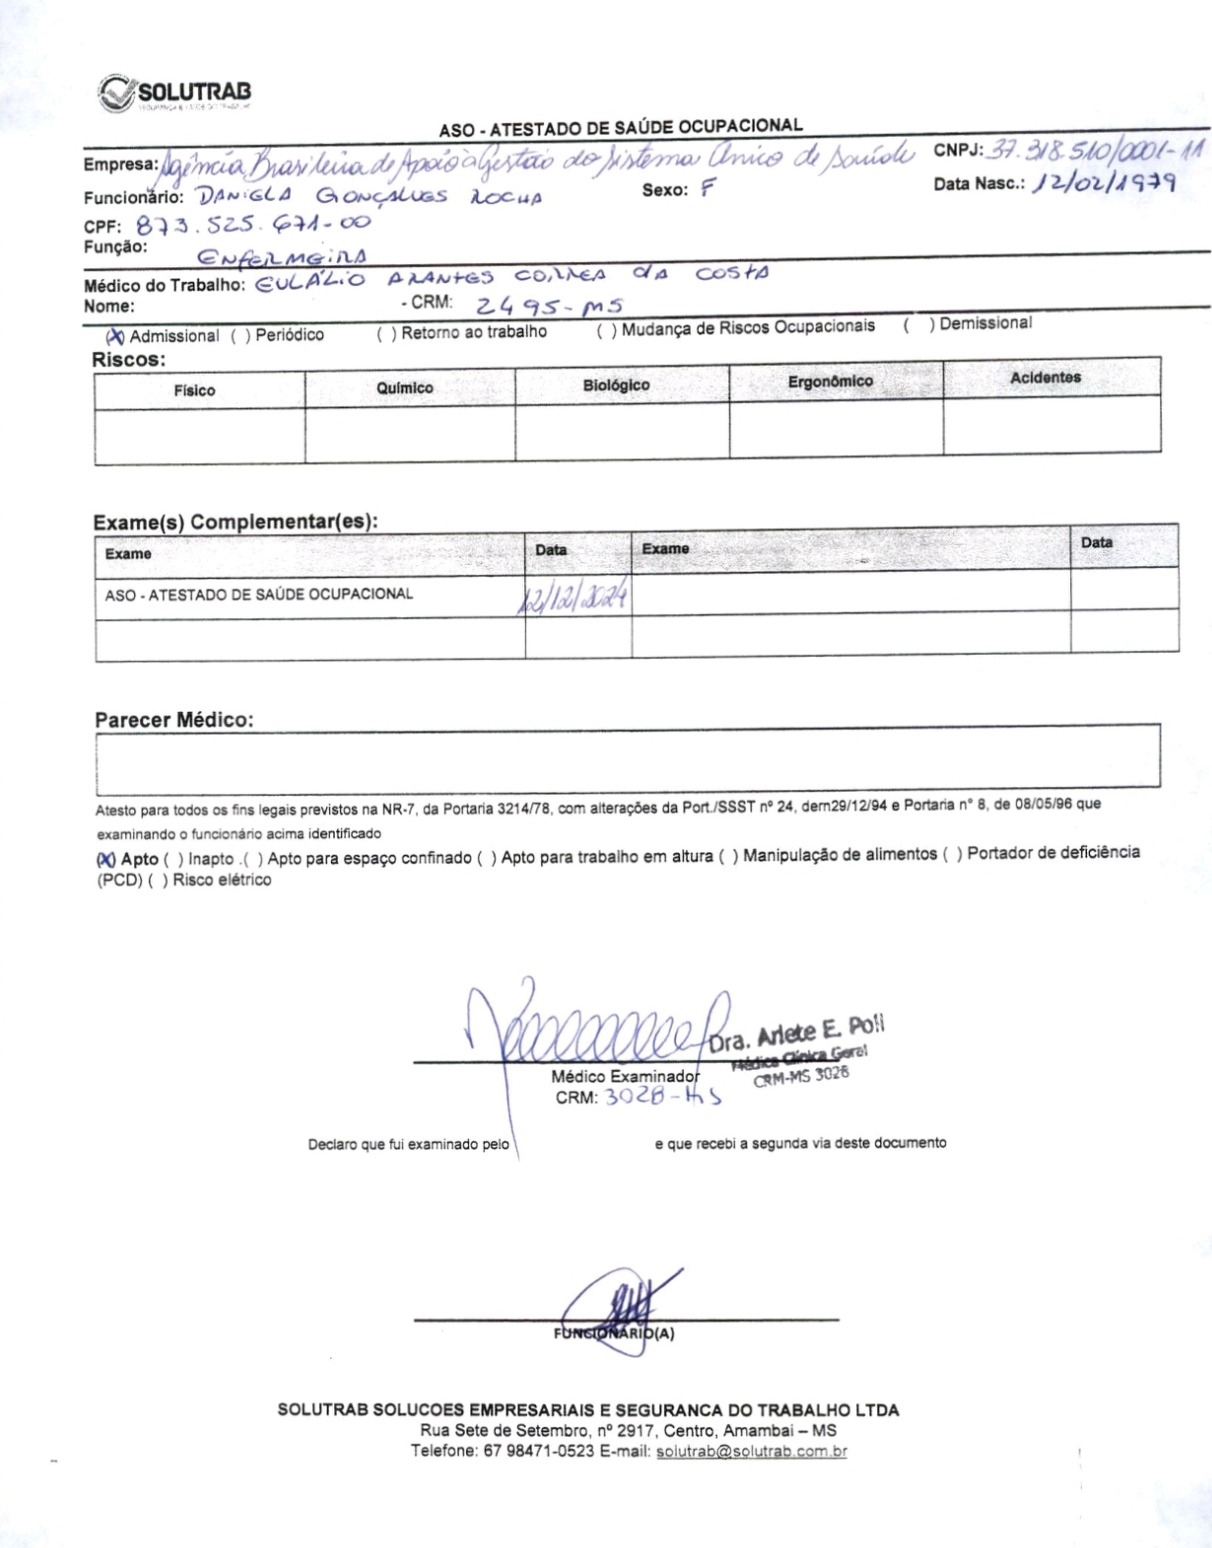 SOLUTRAB
ASO - ATESTADO DE SAÚDE OCUPACIONAL
Empresa: Agência Brasileira de Apoio à Gestão do Sistema Único de Saúde CNPJ: 37.318.510/0001-11
Funcionário: DANIELA GONÇALVES ROCHA Sexo: F Data Nasc.: 12/02/1979
CPF: 873.525.671-00
Função: ENFERMEIRA
Médico do Trabalho: EULÁLIO ARANTES CORREA DA COSTA
Nome: - CRM: 2495-MS
(X) Admissional ( ) Periódico ( ) Retorno ao trabalho ( ) Mudança de Riscos Ocupacionais ( ) Demissional
Riscos:
Físico Químico Biológico Ergonômico Acidentes
Exame(s) Complementar(es):
Exame Data Exame Data
ASO - ATESTADO DE SAÚDE OCUPACIONAL 12/12/2024
Parecer Médico:
Atesto para todos os fins legais previstos na NR-7, da Portaria 3214/78, com alterações da Port./SSST nº 24, dem29/12/94 e Portaria n° 8, de 08/05/96 que
examinando o funcionário acima identificado
(X) Apto ( ) Inapto .( ) Apto para espaço confinado ( ) Apto para trabalho em altura ( ) Manipulação de alimentos ( ) Portador de deficiência
(PCD) ( ) Risco elétrico
Dra. Arlete E. Poli
Médica Clínica Geral
CRM-MS 3028
Médico Examinador
CRM: 3028-MS
Declaro que fui examinado pelo e que recebi a segunda via deste documento
FUNCIONÁRIO(A)
SOLUTRAB SOLUCOES EMPRESARIAIS E SEGURANCA DO TRABALHO LTDA
Rua Sete de Setembro, nº 2917, Centro, Amambai – MS
Telefone: 67 98471-0523 E-mail: solutrab@solutrab.com.br